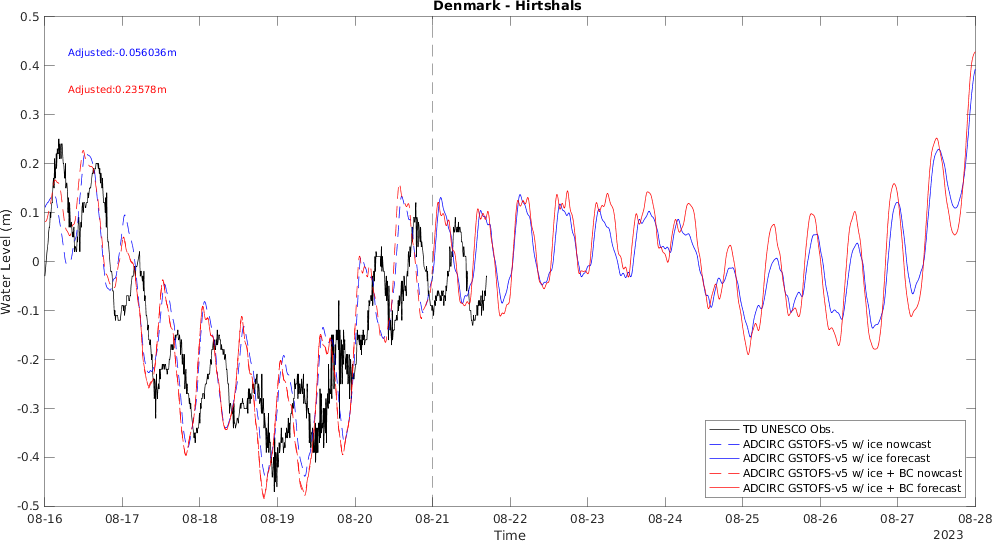 Denmark - Hirtshals
Adjusted:-0.056036m
Adjusted:0.23578m
Water Level (m)
0.5
0.4
0.3
0.2
0.1
0
-0.1
-0.2
-0.3
-0.4
-0.5
TD UNESCO Obs.
ADCIRC GSTOFS-v5 w/ ice nowcast
ADCIRC GSTOFS-v5 w/ ice forecast
ADCIRC GSTOFS-v5 w/ ice + BC nowcast
ADCIRC GSTOFS-v5 w/ ice + BC forecast
08-16 08-17 08-18 08-19 08-20 08-21 08-22 08-23 08-24 08-25 08-26 08-27 08-28
Time
2023